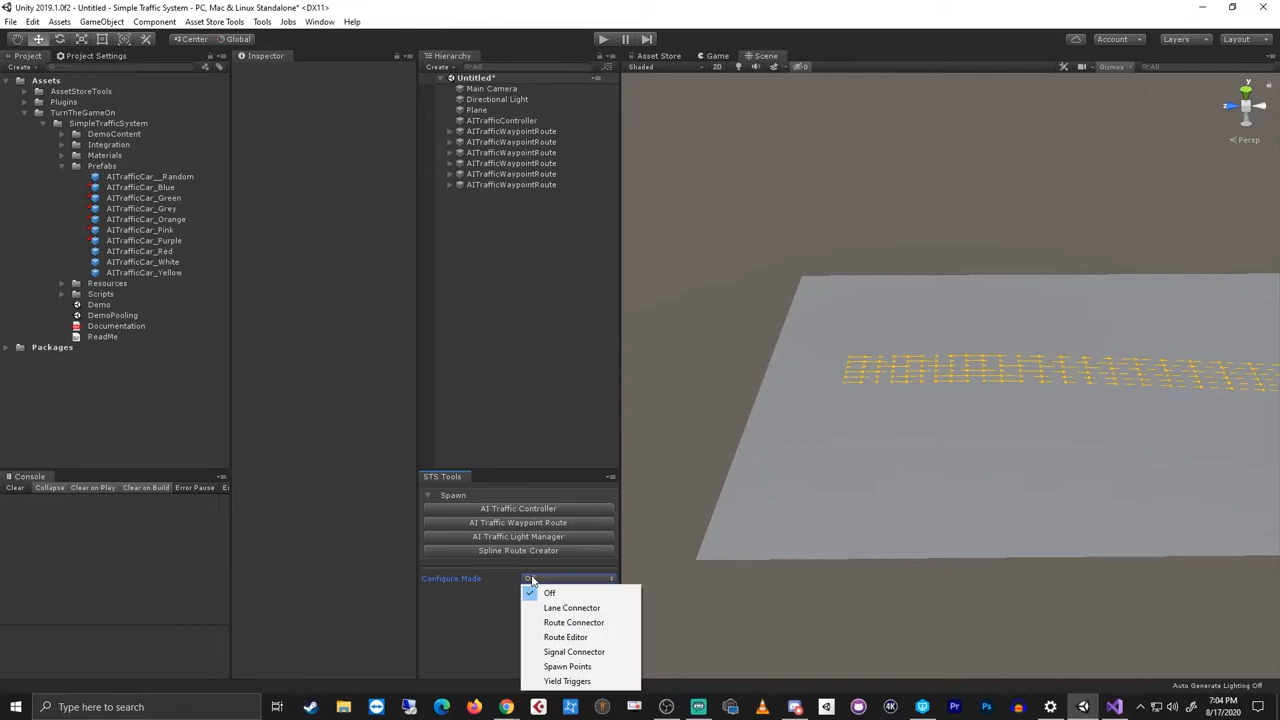 Unity 2019.1.0f2 - Untitled - Simple Traffic System - PC, Mac & Linux Standalone* <DX11>
File Edit Assets GameObject Component Asset Store Tools Tools Jobs Window Help
Center Global Account Layers Layout
Project Project Settings Inspector Hierarchy Asset Store Game Scene
Create All Create All Shaded 2D 0 Gizmos All
Assets
AssetStoreTools
Plugins
TurnTheGameOn
SimpleTrafficSystem
DemoContent
Integration
Materials
Prefabs
AITrafficCar__Random
AITrafficCar_Blue
AITrafficCar_Green
AITrafficCar_Grey
AITrafficCar_Orange
AITrafficCar_Pink
AITrafficCar_Purple
AITrafficCar_Red
AITrafficCar_White
AITrafficCar_Yellow
Resources
Scripts
Demo
DemoPooling
Documentation
ReadMe
Packages
Untitled*
Main Camera
Directional Light
Plane
AITrafficController
AITrafficWaypointRoute
AITrafficWaypointRoute
AITrafficWaypointRoute
AITrafficWaypointRoute
AITrafficWaypointRoute
AITrafficWaypointRoute
y
z
Persp
Console
Clear Collapse Clear on Play Clear on Build Error Pause
STS Tools
Spawn
AI Traffic Controller
AI Traffic Waypoint Route
AI Traffic Light Manager
Spline Route Creator
Configure Mode
Off
Lane Connector
Route Connector
Route Editor
Signal Connector
Spawn Points
Yield Triggers
Auto Generate Lighting Off
Type here to search
7:04 PM
8/17/2020